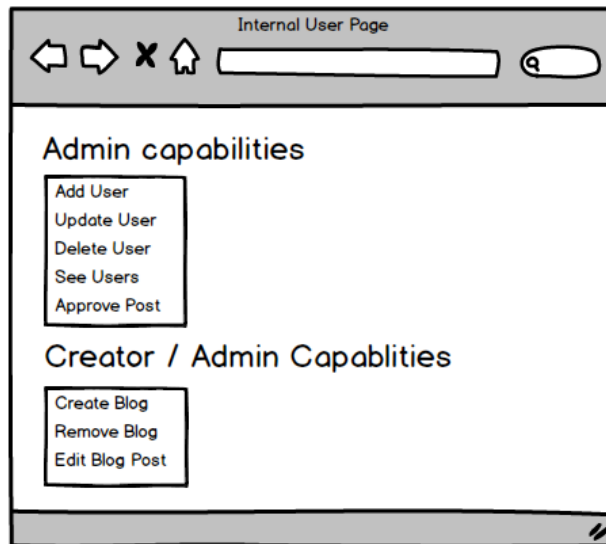 Internal User Page
Admin capabilities
Add User
Update User
Delete User
See Users
Approve Post
Creator / Admin Capablities
Create Blog
Remove Blog
Edit Blog Post